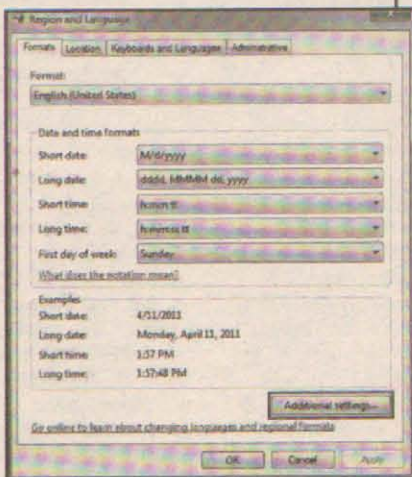 Region and Language
Formats Location Keyboards and Languages Administrative
Format:
English (United States)
Date and time formats
Short date: M/d/yyyy
Long date: dddd, MMMM dd, yyyy
Short time: h:mm tt
Long time: h:mm:ss tt
First day of week: Sunday
What does the notation mean?
Examples
Short date: 4/11/2011
Long date: Monday, April 11, 2011
Short time: 1:57 PM
Long time: 1:57:48 PM
Additional settings...
Go online to learn about changing languages and regional formats
OK Cancel Apply